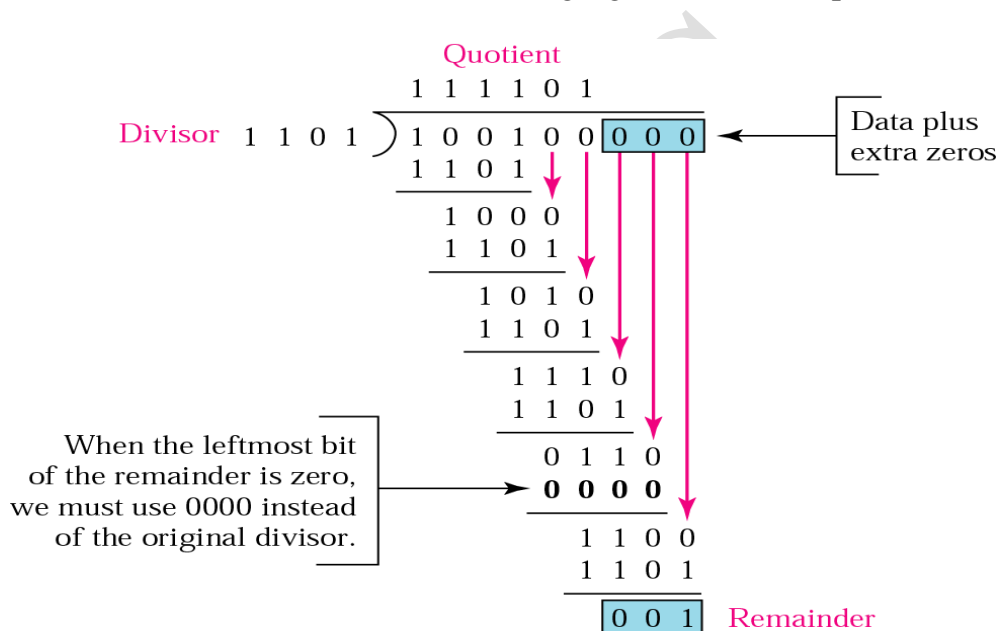 Quotient
1 1 1 1 0 1
Divisor 1 1 0 1 ) 1 0 0 1 0 0 0 0 0
Data plus
extra zeros
1 1 0 1
1 0 0 0
1 1 0 1
1 0 1 0
1 1 0 1
1 1 1 0
1 1 0 1
When the leftmost bit
of the remainder is zero,
we must use 0000 instead
of the original divisor.
0 1 1 0
0 0 0 0
1 1 0 0
1 1 0 1
0 0 1 Remainder